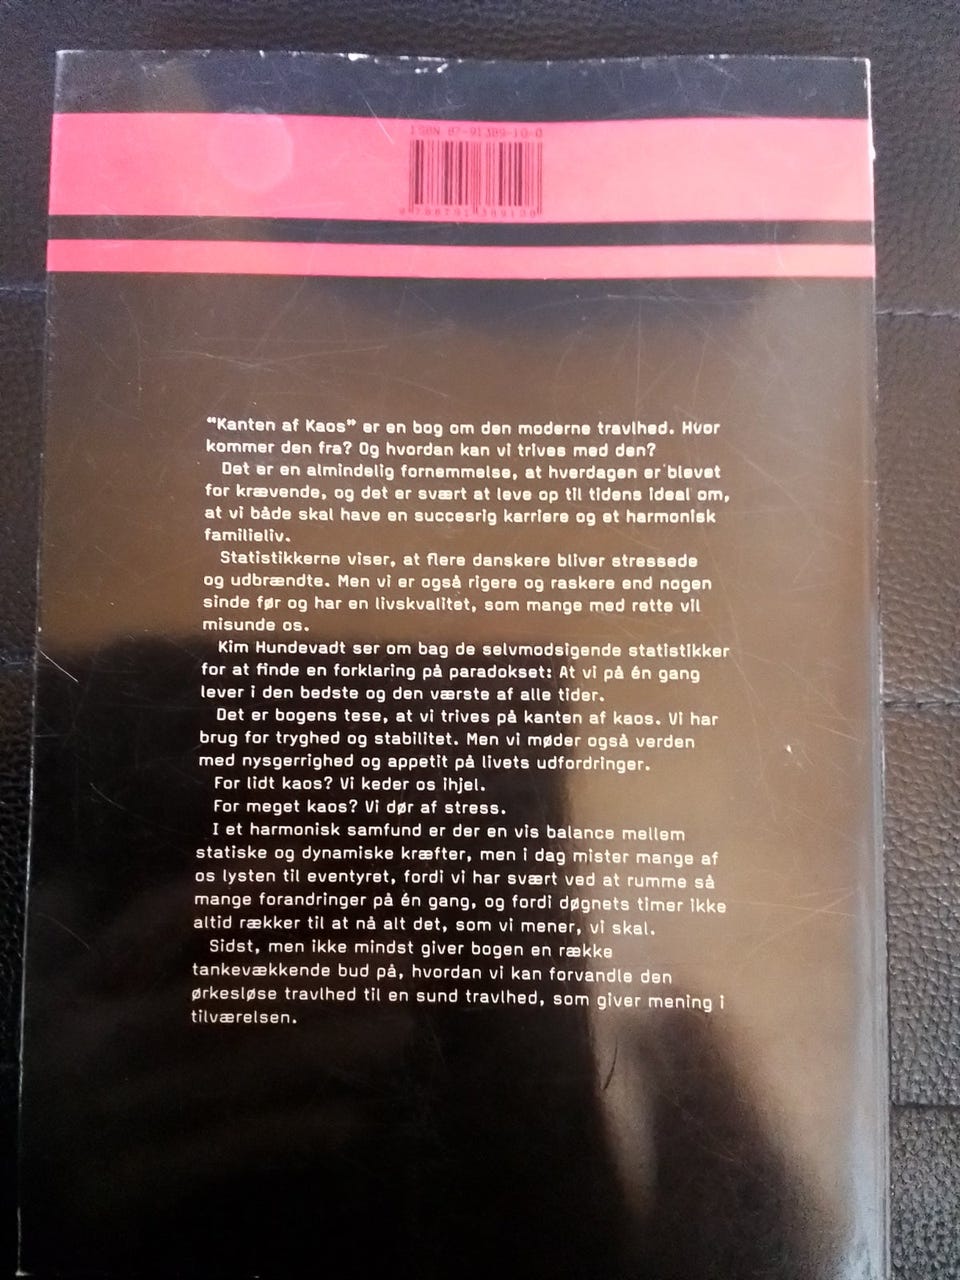 ISBN 87-91389-10-0
9 788791 389108
"Kanten af Kaos" er en bog om den moderne travlhed. Hvor
kommer den fra? Og hvordan kan vi trives med den?
Det er en almindelig fornemmelse, at hverdagen er blevet
for krævende, og det er svært at leve op til tidens ideal om,
at vi både skal have en succesrig karriere og et harmonisk
familieliv.
Statistikkerne viser, at flere danskere bliver stressede
og udbrændte. Men vi er også rigere og raskere end nogen
sinde før og har en livskvalitet, som mange med rette vil
misunde os.
Kim Hundevadt ser om bag de selvmodsigende statistikker
for at finde en forklaring på paradokset: At vi på én gang
lever i den bedste og den værste af alle tider.
Det er bogens tese, at vi trives på kanten af kaos. Vi har
brug for tryghed og stabilitet. Men vi møder også verden
med nysgerrighed og appetit på livets udfordringer.
For lidt kaos? Vi keder os ihjel.
For meget kaos? Vi dør af stress.
I et harmonisk samfund er der en vis balance mellem
statiske og dynamiske kræfter, men i dag mister mange af
os lysten til eventyret, fordi vi har svært ved at rumme så
mange forandringer på én gang, og fordi døgnets timer ikke
altid rækker til at nå alt det, som vi mener, vi skal.
Sidst, men ikke mindst giver bogen en række
tankevækkende bud på, hvordan vi kan forvandle den
ørkesløse travlhed til en sund travlhed, som giver mening i
tilværelsen.